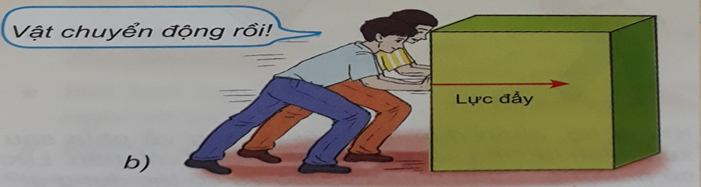 Vật chuyển động rồi!
Lực đẩy
b)